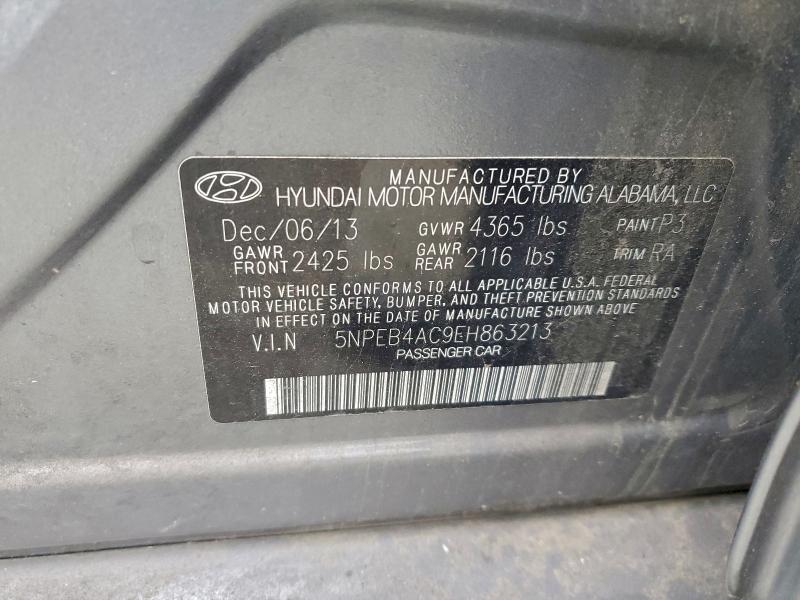 MANUFACTURED BY
HYUNDAI MOTOR MANUFACTURING ALABAMA, LLC
Dec/06/13 GVWR 4365 lbs PAINT P3
GAWR FRONT 2425 lbs GAWR REAR 2116 lbs TRIM RA
THIS VEHICLE CONFORMS TO ALL APPLICABLE U.S.A. FEDERAL
MOTOR VEHICLE SAFETY, BUMPER, AND THEFT PREVENTION STANDARDS
IN EFFECT ON THE DATE OF MANUFACTURE SHOWN ABOVE
V.I.N 5NPEB4AC9EH863213
PASSENGER CAR